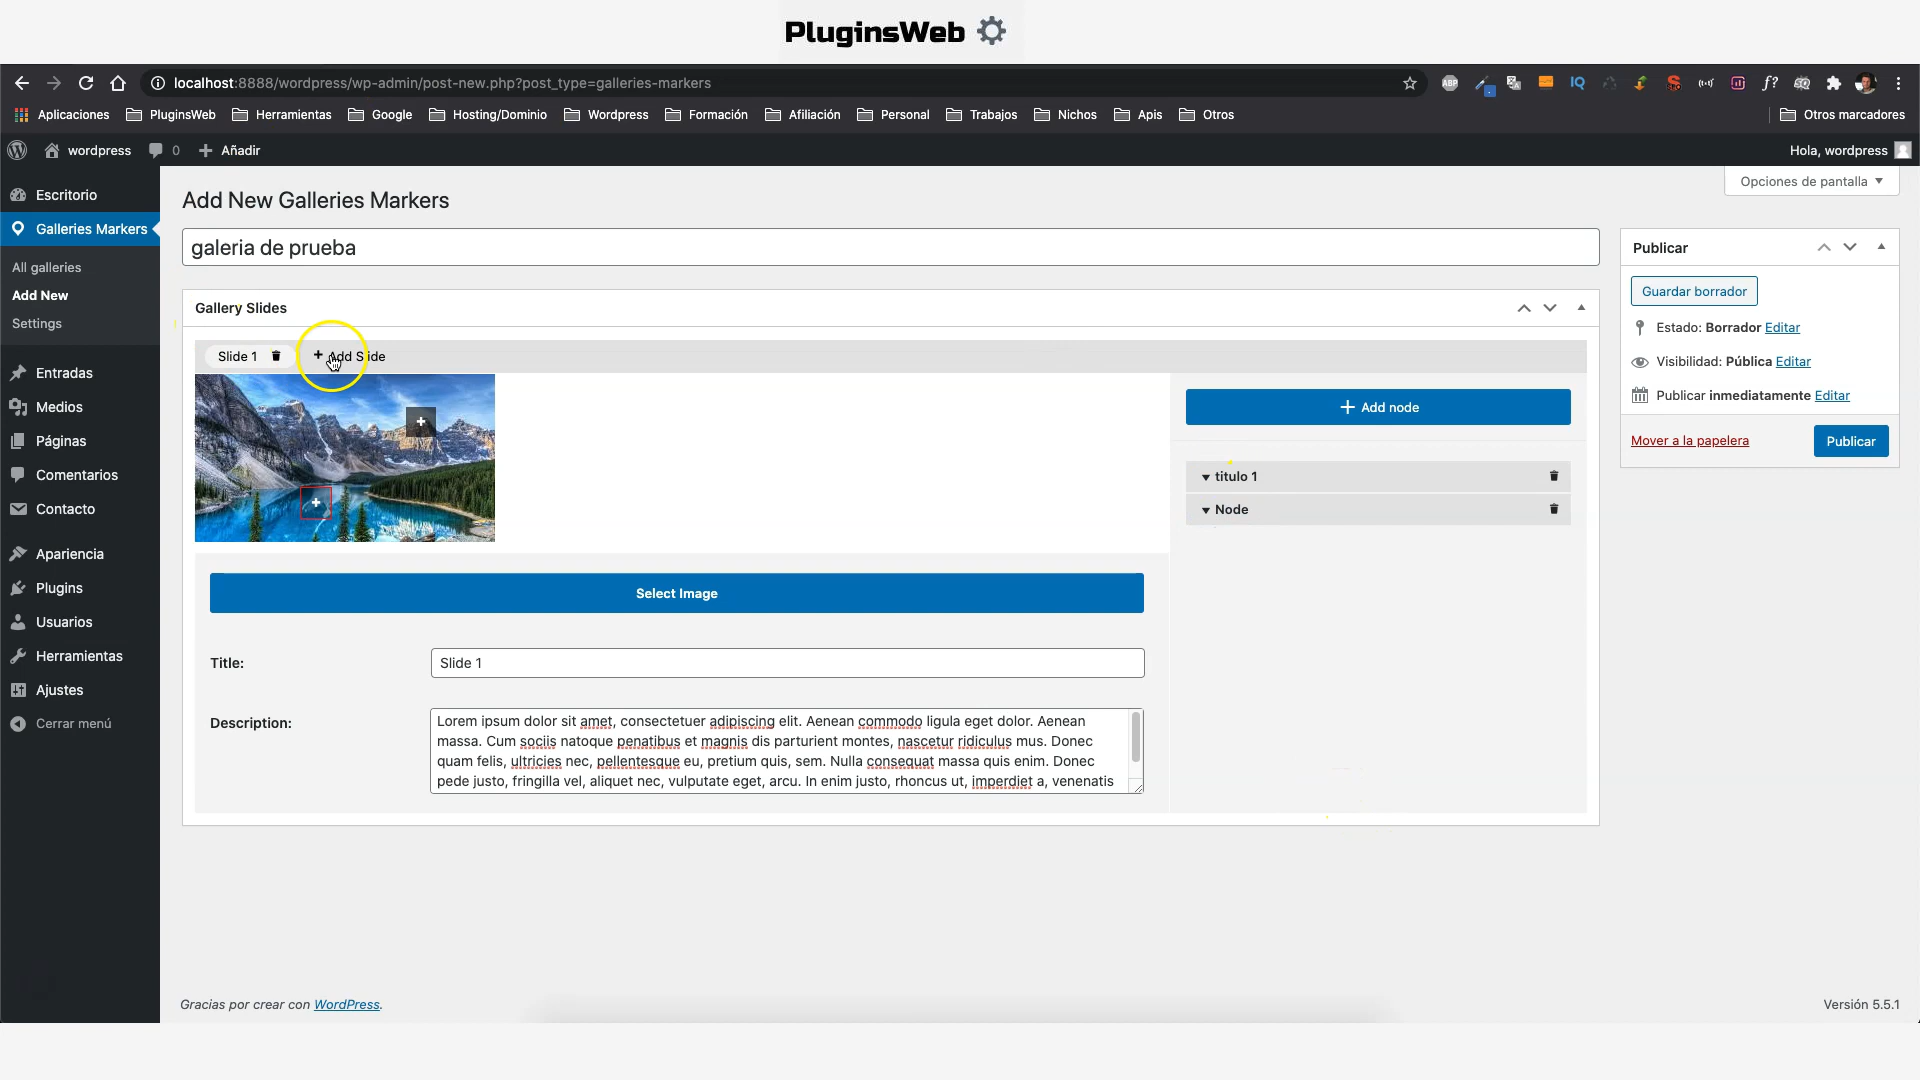 PluginsWeb
localhost:8888/wordpress/wp-admin/post-new.php?post_type=galleries-markers
Aplicaciones PluginsWeb Herramientas Google Hosting/Dominio Wordpress Formación Afiliación Personal Trabajos Nichos Apis Otros Otros marcadores
wordpress 0 Añadir Hola, wordpress
Opciones de pantalla
Escritorio
Galleries Markers
All galleries
Add New
Settings
Entradas
Medios
Páginas
Comentarios
Contacto
Apariencia
Plugins
Usuarios
Herramientas
Ajustes
Cerrar menú
Add New Galleries Markers
galeria de prueba
Gallery Slides
Slide 1 + Add Slide
Add node
titulo 1
Node
Select Image
Title: Slide 1
Description:
Lorem ipsum dolor sit amet, consectetuer adipiscing elit. Aenean commodo ligula eget dolor. Aenean
massa. Cum sociis natoque penatibus et magnis dis parturient montes, nascetur ridiculus mus. Donec
quam felis, ultricies nec, pellentesque eu, pretium quis, sem. Nulla consequat massa quis enim. Donec
pede justo, fringilla vel, aliquet nec, vulputate eget, arcu. In enim justo, rhoncus ut, imperdiet a, venenatis
Publicar
Guardar borrador
Estado: Borrador Editar
Visibilidad: Pública Editar
Publicar inmediatamente Editar
Mover a la papelera Publicar
Gracias por crear con WordPress. Versión 5.5.1